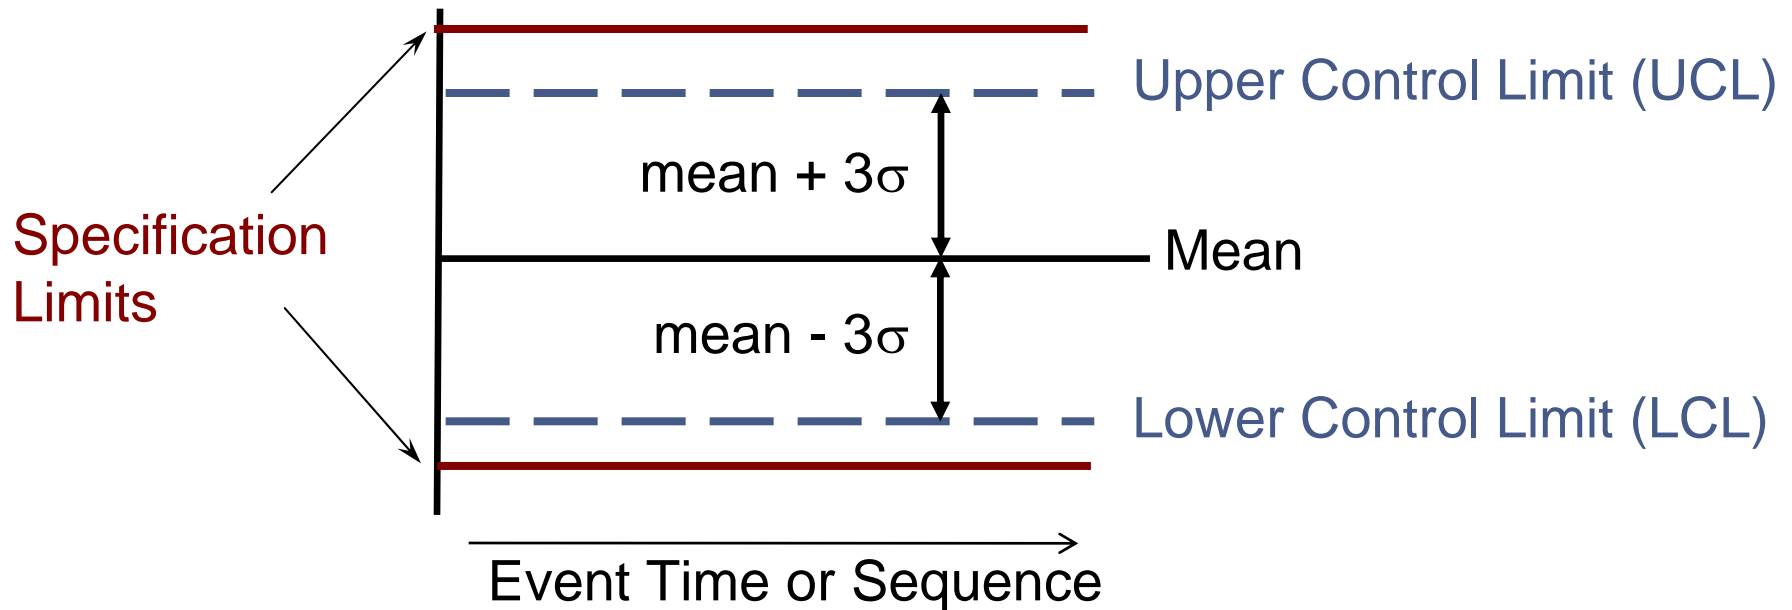 Upper Control Limit (UCL)
mean + 3σ
Specification
Limits
Mean
mean - 3σ
Lower Control Limit (LCL)
Event Time or Sequence